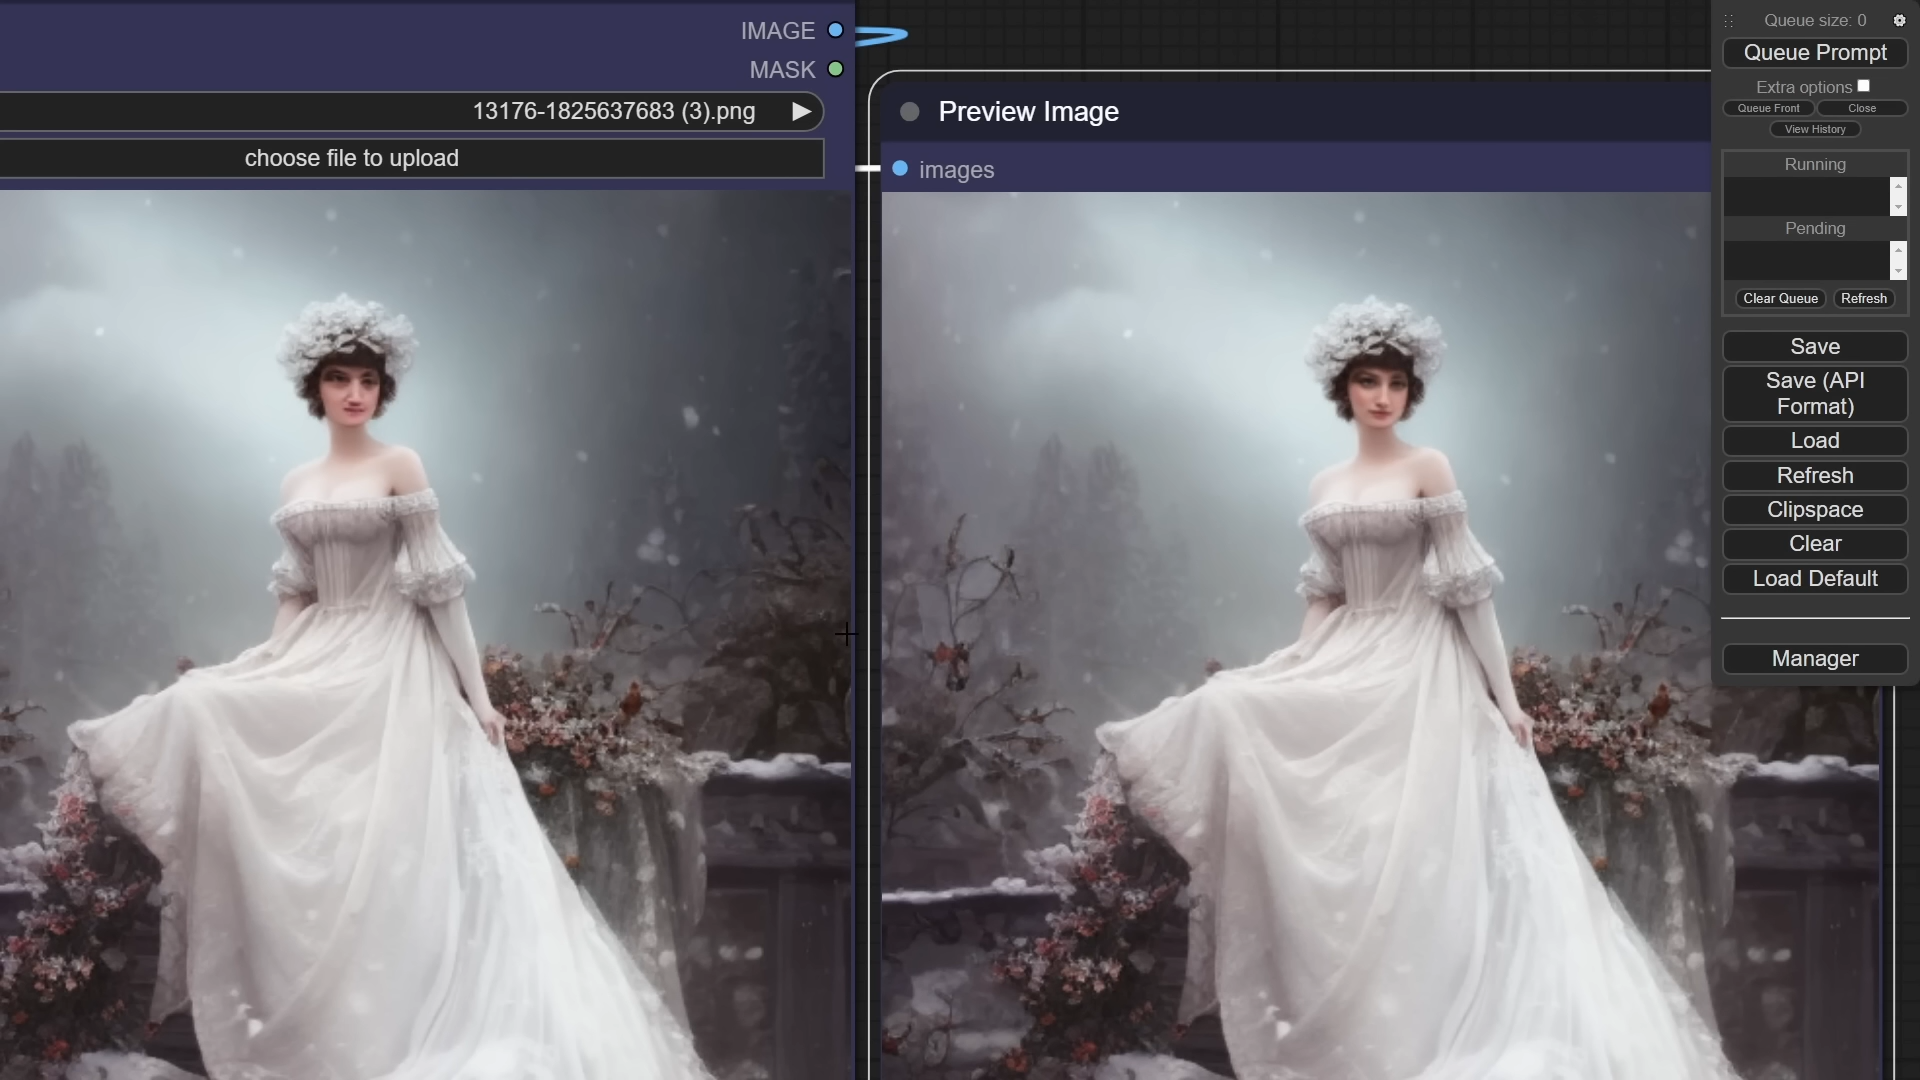 IMAGE
MASK
13176-1825637683 (3).png
choose file to upload
Preview Image
images
Queue size: 0
Queue Prompt
Extra options
Queue Front
Close
View History
Running
Pending
Clear Queue
Refresh
Save
Save (API
Format)
Load
Refresh
Clipspace
Clear
Load Default
Manager